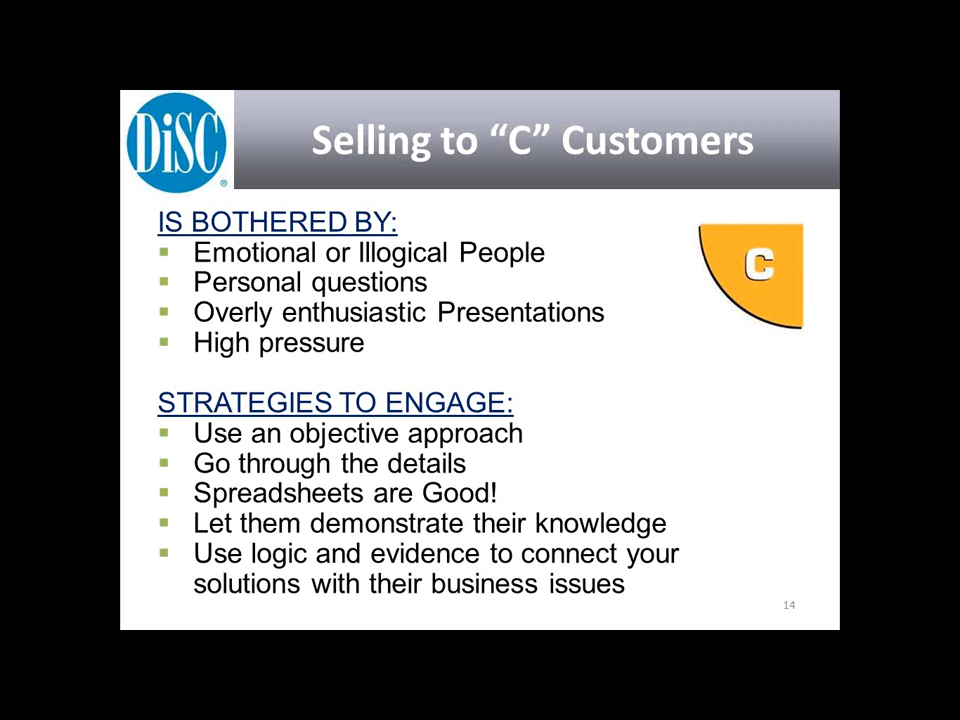 DiSC®
Selling to “C” Customers
IS BOTHERED BY:
▪ Emotional or Illogical People
▪ Personal questions
▪ Overly enthusiastic Presentations
▪ High pressure
C
STRATEGIES TO ENGAGE:
▪ Use an objective approach
▪ Go through the details
▪ Spreadsheets are Good!
▪ Let them demonstrate their knowledge
▪ Use logic and evidence to connect your
solutions with their business issues
14